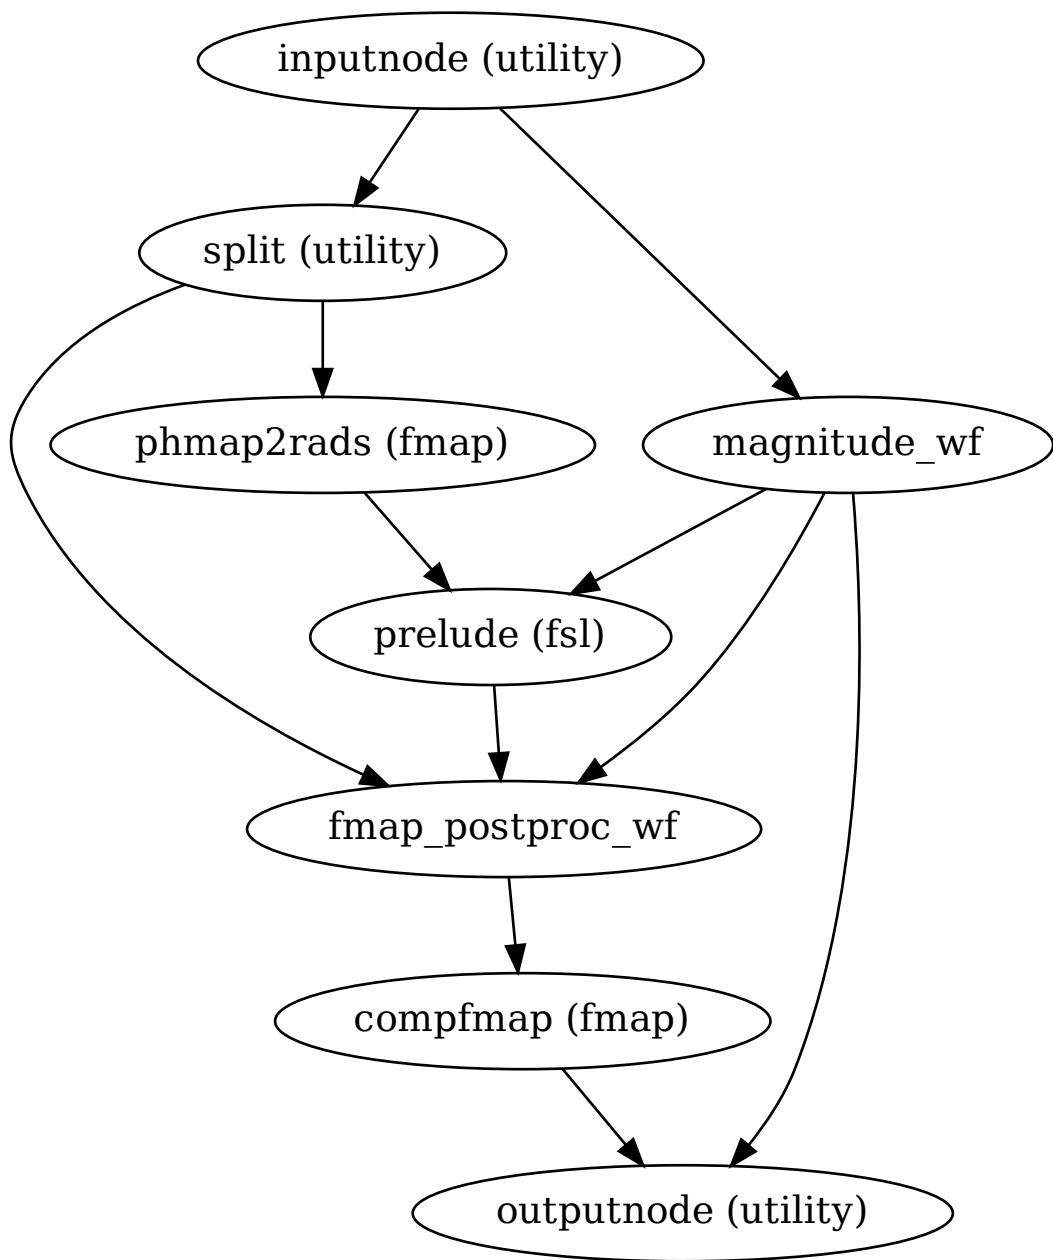 inputnode (utility)
split (utility)
phmap2rads (fmap)
magnitude_wf
prelude (fsl)
fmap_postproc_wf
compfmap (fmap)
outputnode (utility)